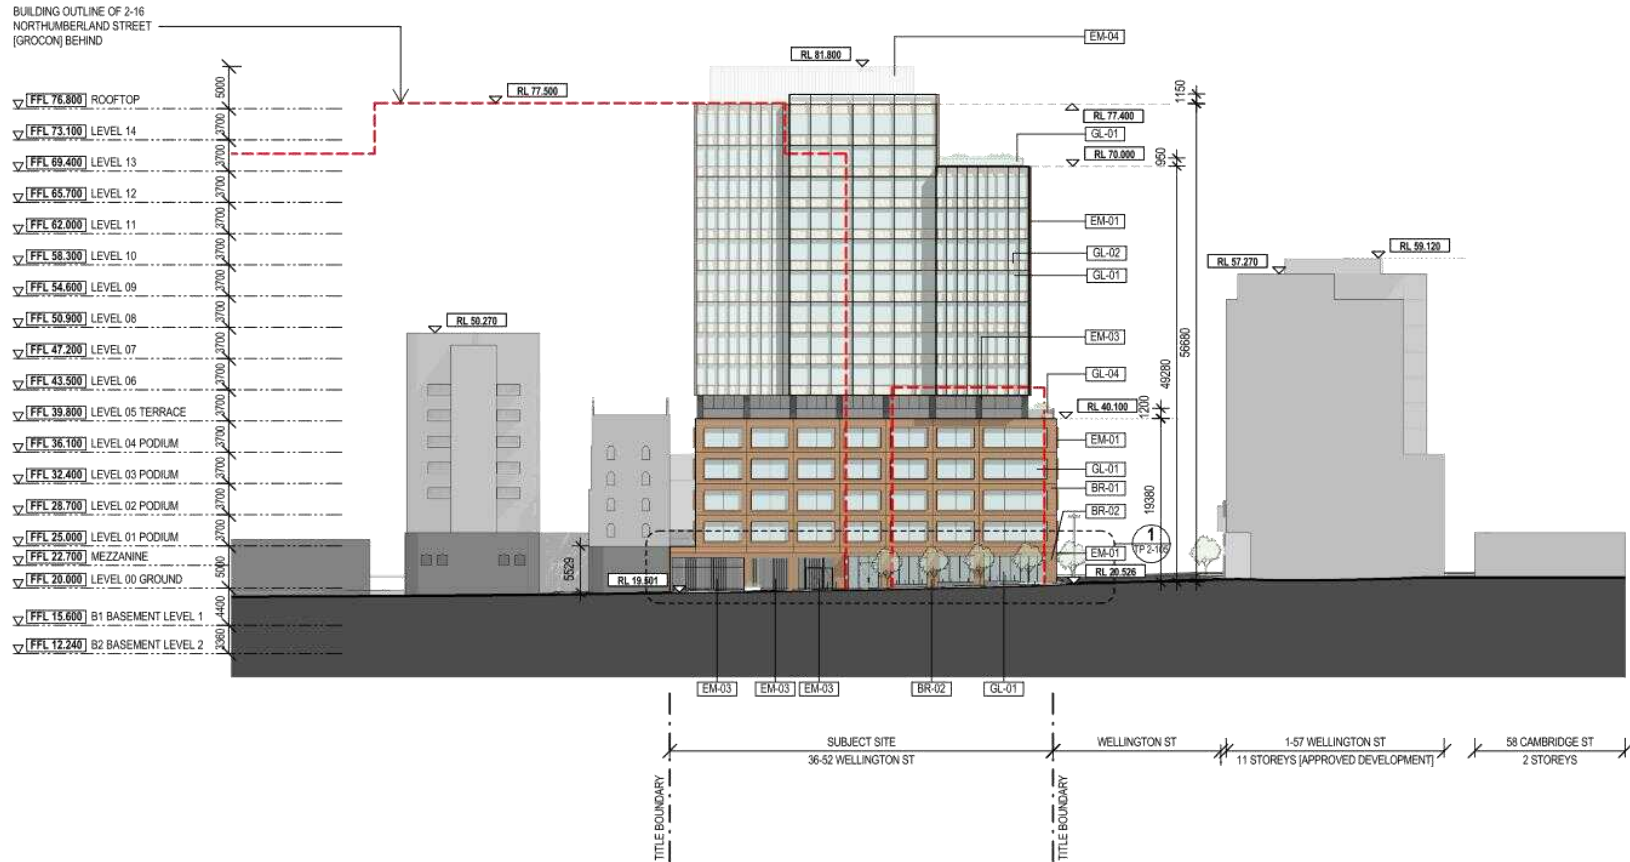 BUILDING OUTLINE OF 2-16
NORTHUMBERLAND STREET
[GROCON] BEHIND
EM-04
RL 81.800
RL 77.500
5000
1150
FFL 76.800 ROOFTOP
RL 77.400
3700
FFL 73.100 LEVEL 14
GL-01
3700
RL 70.000
950
FFL 69.400 LEVEL 13
3700
FFL 65.700 LEVEL 12
3700
FFL 62.000 LEVEL 11
EM-01
3700
FFL 58.300 LEVEL 10
GL-02
RL 59.120
RL 57.270
3700
GL-01
FFL 54.600 LEVEL 09
3700
FFL 50.900 LEVEL 08
RL 50.270
3700
EM-03
56680
FFL 47.200 LEVEL 07
3700
49280
GL-04
FFL 43.500 LEVEL 06
3700
RL 40.100
1200
FFL 39.800 LEVEL 05 TERRACE
3700
FFL 36.100 LEVEL 04 PODIUM
EM-01
3700
GL-01
FFL 32.400 LEVEL 03 PODIUM
BR-01
3700
19380
FFL 28.700 LEVEL 02 PODIUM
BR-02
3700
FFL 25.000 LEVEL 01 PODIUM
1
TP 2-105
FFL 22.700 MEZZANINE
EM-01
5000
5529
RL 19.501
RL 20.526
FFL 20.000 LEVEL 00 GROUND
4400
FFL 15.600 B1 BASEMENT LEVEL 1
3360
FFL 12.240 B2 BASEMENT LEVEL 2
EM-03
EM-03
EM-03
BR-02
GL-01
SUBJECT SITE
36-52 WELLINGTON ST
WELLINGTON ST
1-57 WELLINGTON ST
11 STOREYS [APPROVED DEVELOPMENT]
58 CAMBRIDGE ST
2 STOREYS
TITLE BOUNDARY
TITLE BOUNDARY